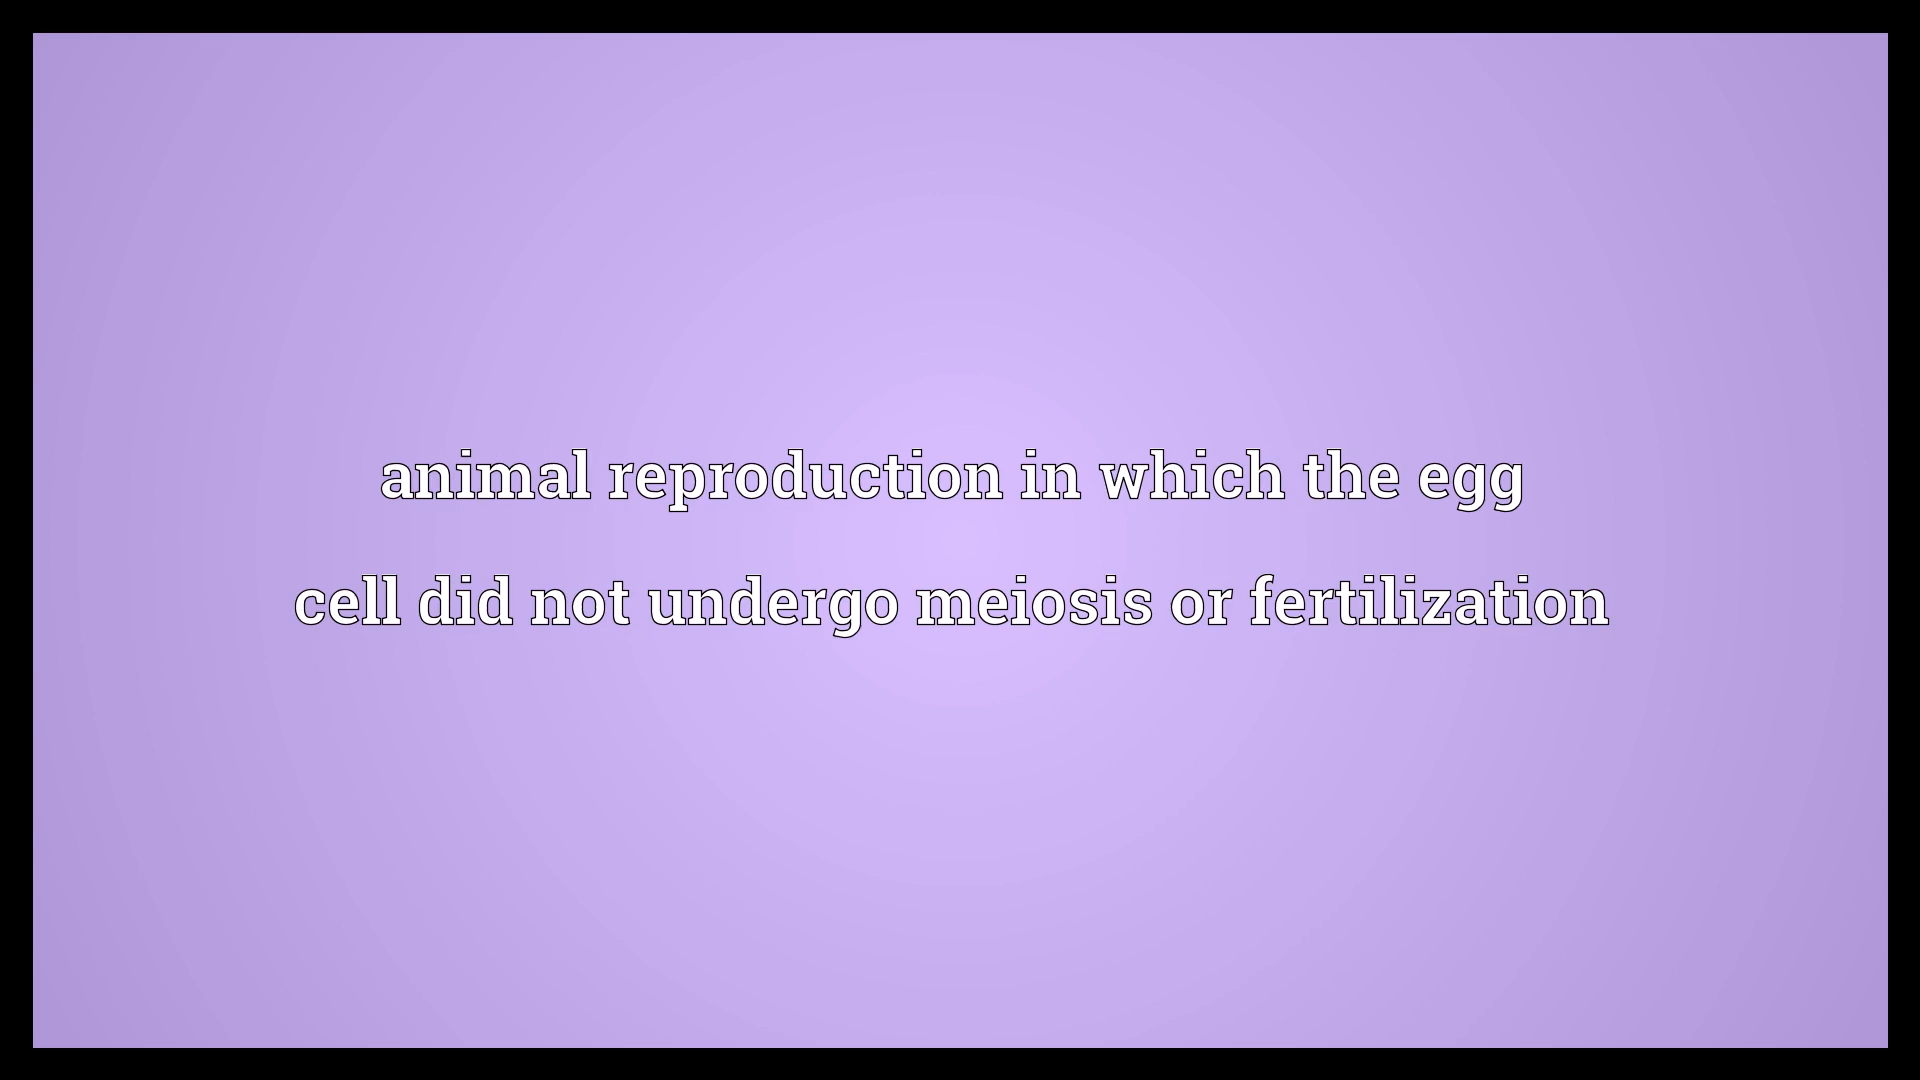 animal reproduction in which the egg
cell did not undergo meiosis or fertilization